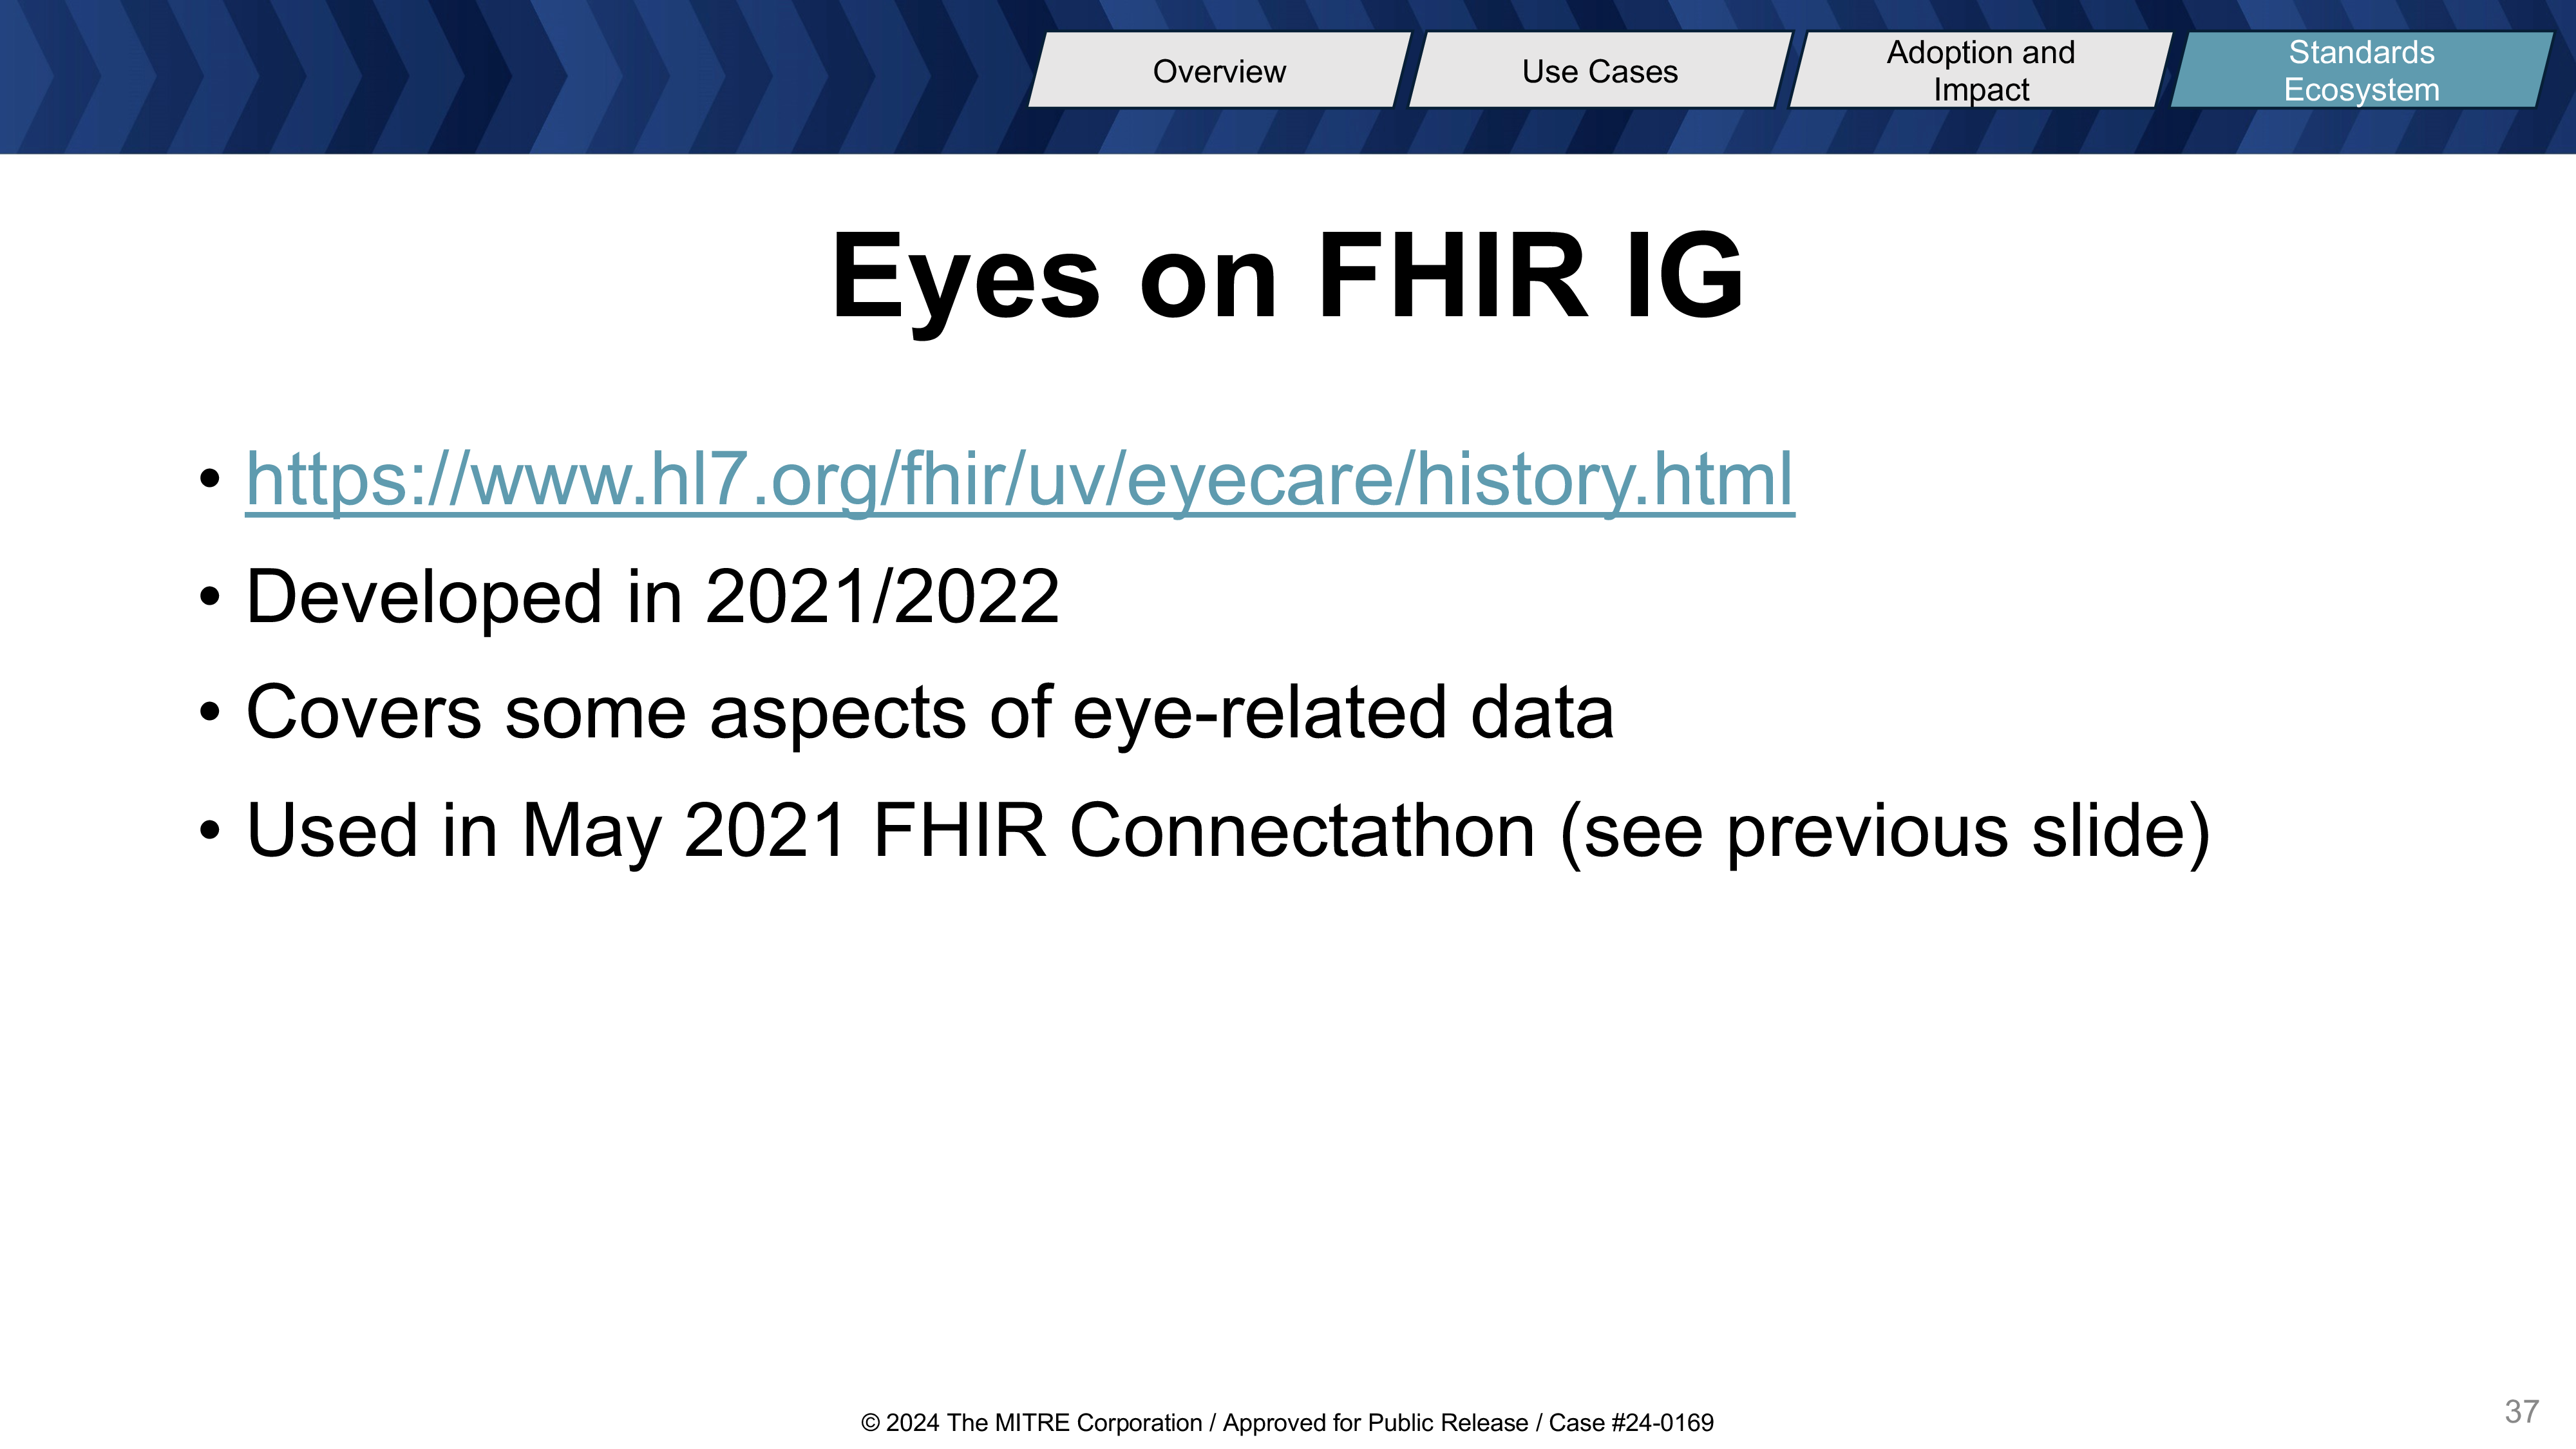 Overview
Use Cases
Adoption and
Impact
Standards
Ecosystem
Eyes on FHIR IG
• https://www.hl7.org/fhir/uv/eyecare/history.html
• Developed in 2021/2022
• Covers some aspects of eye-related data
• Used in May 2021 FHIR Connectathon (see previous slide)
© 2024 The MITRE Corporation / Approved for Public Release / Case #24-0169
37